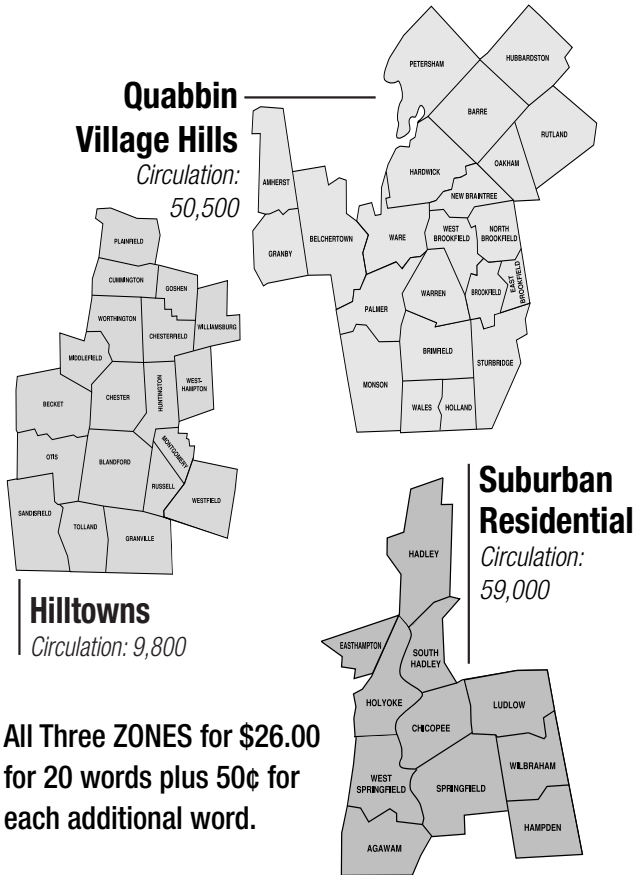 Quabbin
Village Hills
Circulation:
50,500
PETERSHAM
HUBBARDSTON
BARRE
RUTLAND
OAKHAM
HARDWICK
NEW BRAINTREE
AMHERST
GRANBY
BELCHERTOWN
WARE
WEST
BROOKFIELD
NORTH
BROOKFIELD
EAST
BROOKFIELD
BROOKFIELD
WARREN
PALMER
BRIMFIELD
STURBRIDGE
MONSON
WALES
HOLLAND
PLAINFIELD
CUMMINGTON
GOSHEN
WORTHINGTON
CHESTERFIELD
WILLIAMSBURG
MIDDLEFIELD
BECKET
CHESTER
HUNTINGTON
WEST-
HAMPTON
OTIS
BLANDFORD
MONTGOMERY
RUSSELL
WESTFIELD
SANDISFIELD
TOLLAND
GRANVILLE
Hilltowns
Circulation: 9,800
Suburban
Residential
Circulation:
59,000
HADLEY
EASTHAMPTON
SOUTH
HADLEY
HOLYOKE
CHICOPEE
LUDLOW
WEST
SPRINGFIELD
SPRINGFIELD
WILBRAHAM
HAMPDEN
AGAWAM
All Three ZONES for $26.00
for 20 words plus 50¢ for
each additional word.